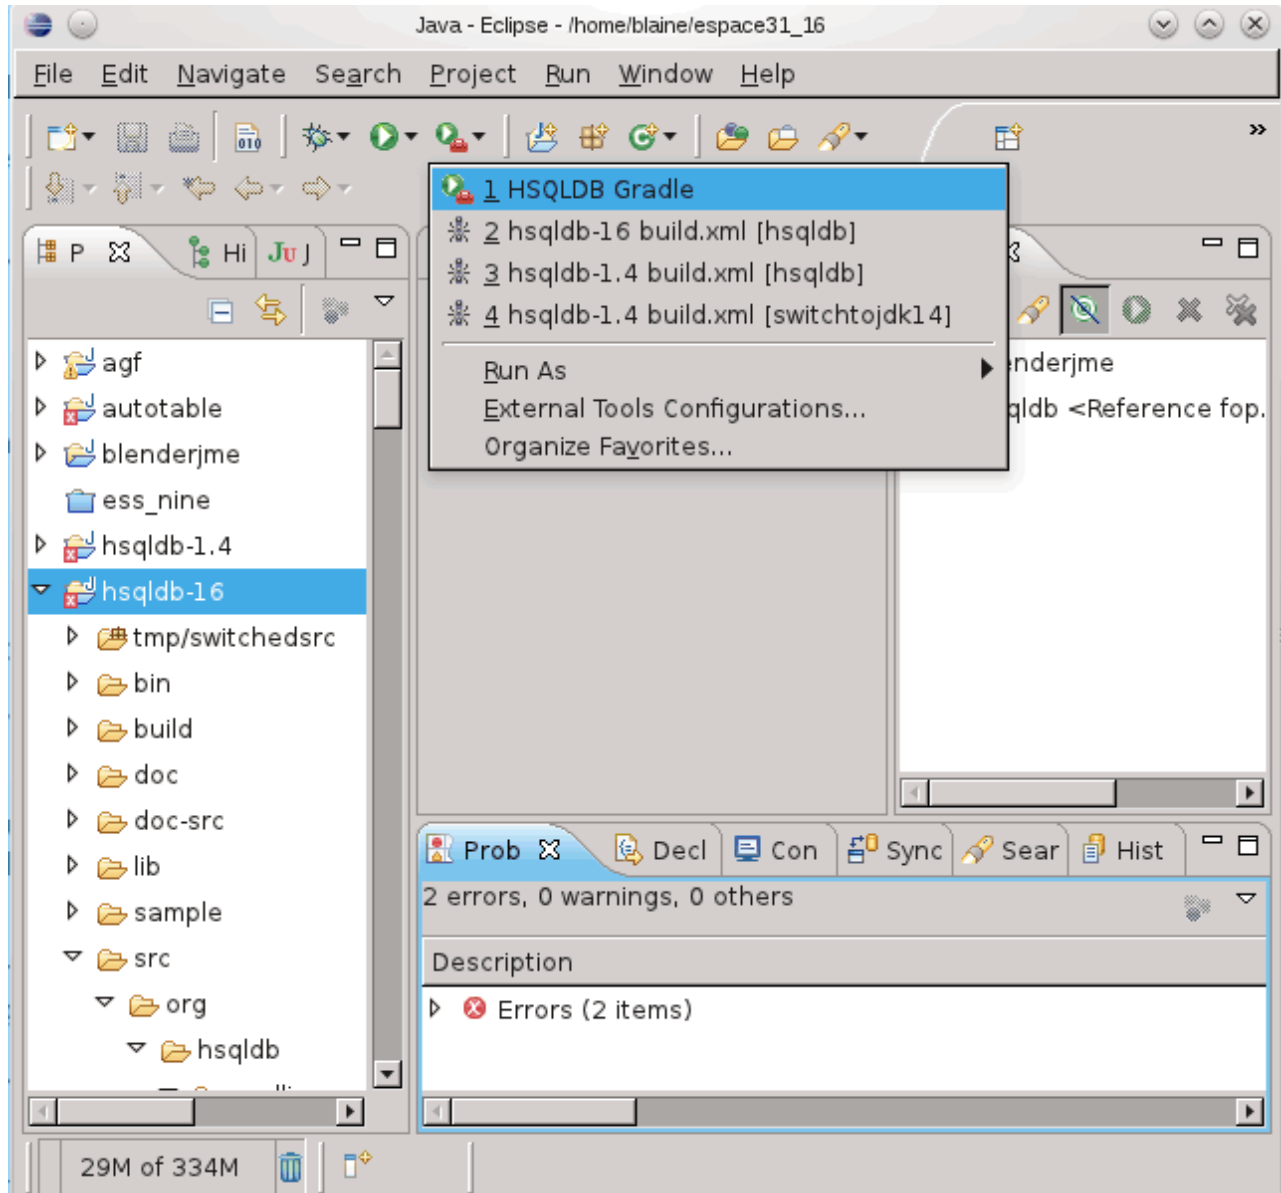 Java - Eclipse - /home/blaine/espace31_16
File Edit Navigate Search Project Run Window Help
010
»
1 HSQLDB Gradle
2 hsqldb-16 build.xml [hsqldb]
3 hsqldb-1.4 build.xml [hsqldb]
4 hsqldb-1.4 build.xml [switchtojdk14]
Run As
External Tools Configurations...
Organize Favorites...
P Hi Ju J
agf
autotable
blenderjme
ess_nine
hsqldb-1.4
hsqldb-16
tmp/switchedsrc
bin
build
doc
doc-src
lib
sample
src
org
hsqldb
enderjme
qldb <Reference fop.
Prob Decl Con Sync Sear Hist
2 errors, 0 warnings, 0 others
Description
Errors (2 items)
29M of 334M